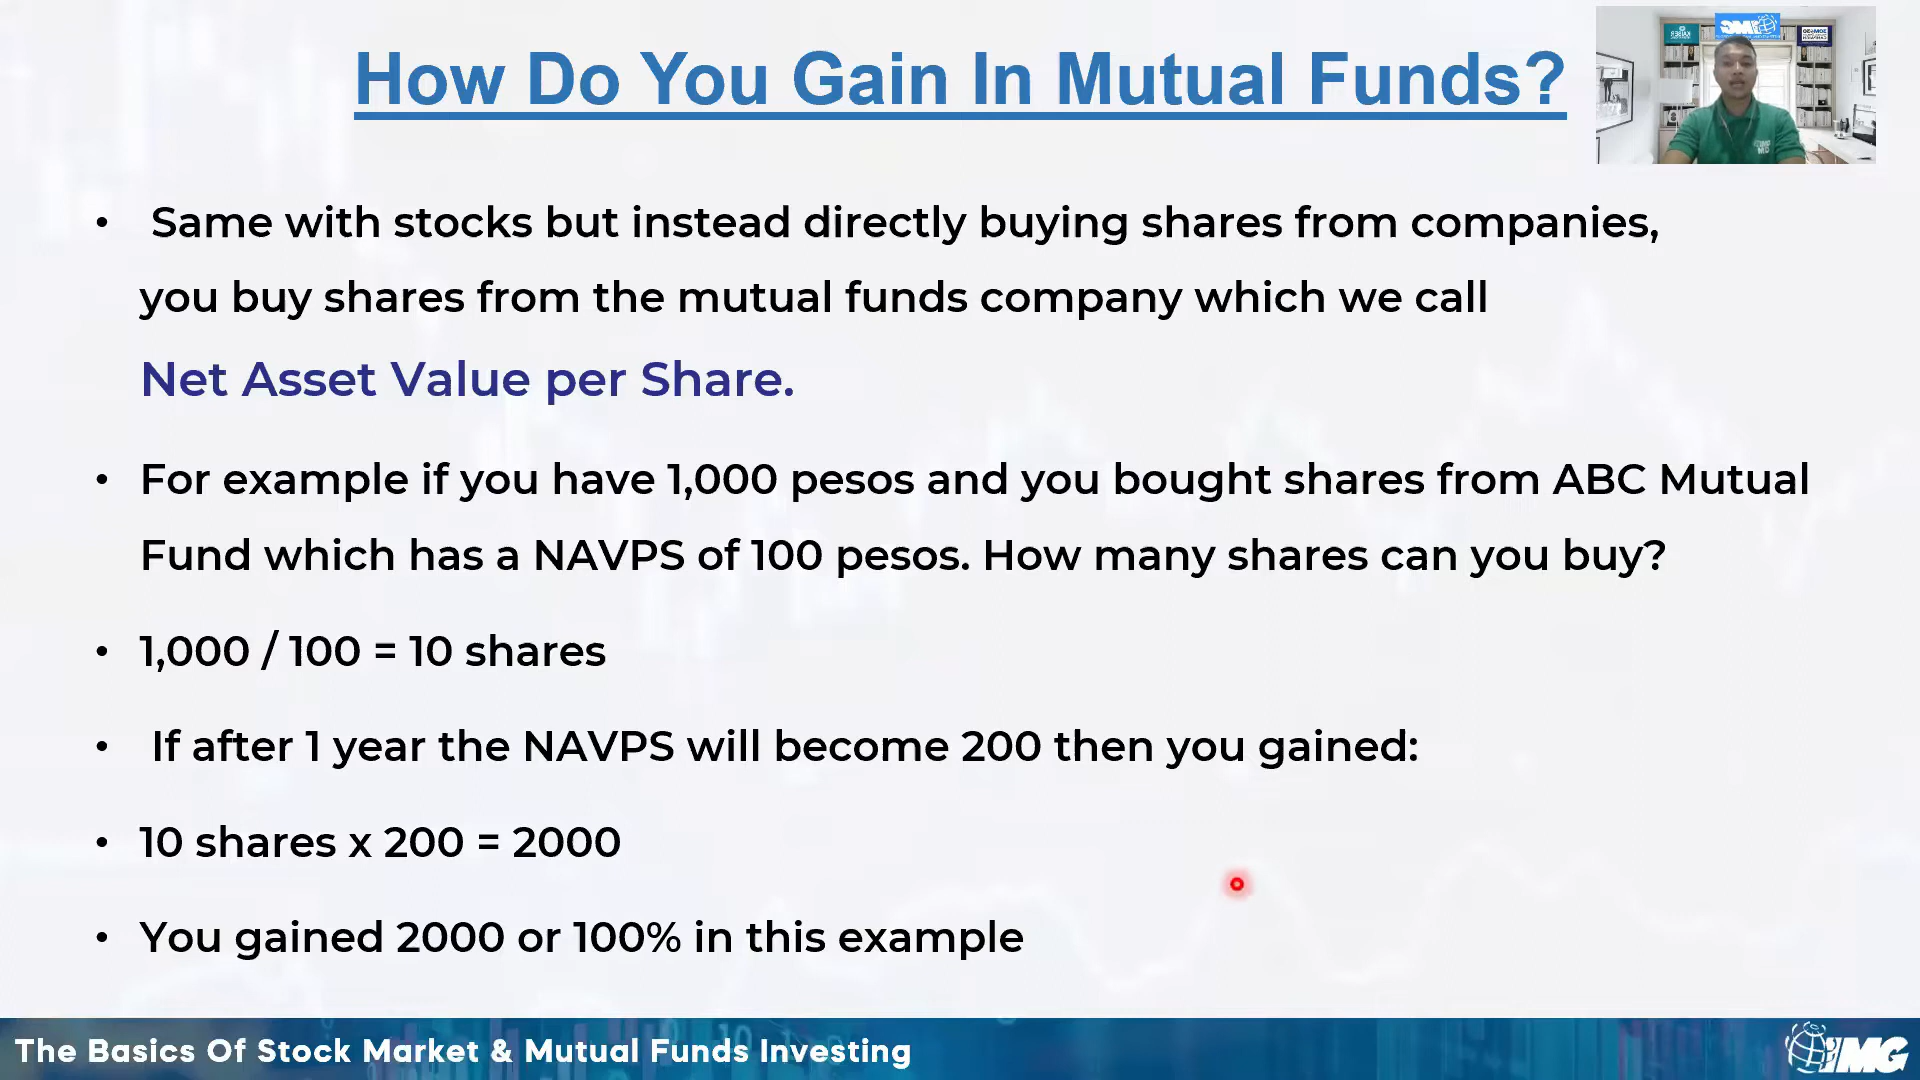 How Do You Gain In Mutual Funds?
• Same with stocks but instead directly buying shares from companies,
you buy shares from the mutual funds company which we call
Net Asset Value per Share.
• For example if you have 1,000 pesos and you bought shares from ABC Mutual
Fund which has a NAVPS of 100 pesos. How many shares can you buy?
• 1,000 / 100 = 10 shares
• If after 1 year the NAVPS will become 200 then you gained:
• 10 shares x 200 = 2000
• You gained 2000 or 100% in this example
The Basics Of Stock Market & Mutual Funds Investing
IMG